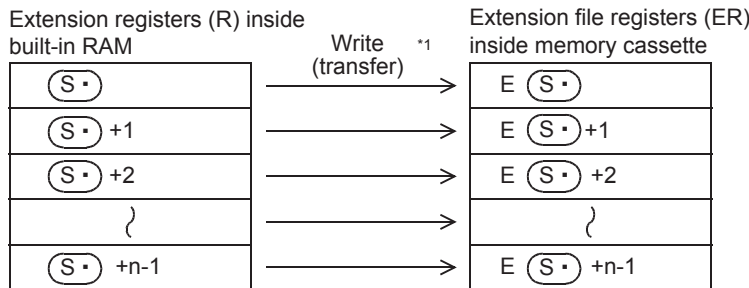 Extension registers (R) inside
built-in RAM
Write *1
(transfer)
Extension file registers (ER)
inside memory cassette
S・ E S・
S・ +1 E S・ +1
S・ +2 E S・ +2
S・ +n-1 E S・ +n-1